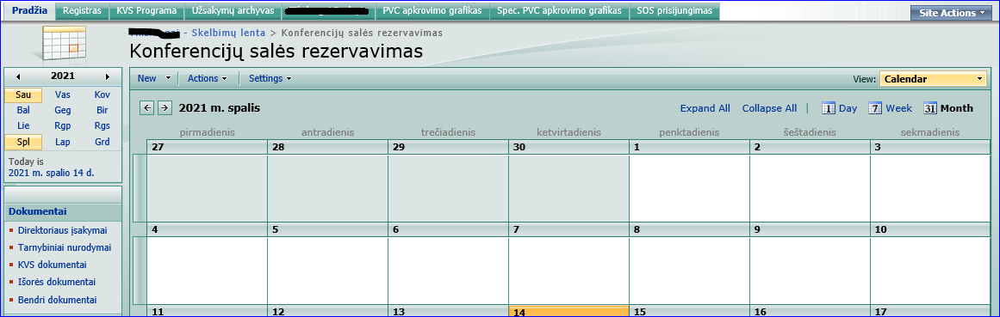 Pradžia Registras KVS Programa Užsakymų archyvas PVC apkrovimo grafikas Spec. PVC apkrovimo grafikas SOS prisijungimas Site Actions
- Skelbimų lenta > Konferencijų salės rezervavimas
Konferencijų salės rezervavimas
2021
Sau Vas Kov
Bal Geg Bir
Lie Rgp Rgs
Spl Lap Grd
Today is
2021 m. spalio 14 d.
Dokumentai
Direktoriaus įsakymai
Tarnybiniai nurodymai
KVS dokumentai
Išorės dokumentai
Bendri dokumentai
New Actions Settings View: Calendar
2021 m. spalis Expand All Collapse All | 1 Day 7 Week 31 Month
pirmadienis antradienis trečiadienis ketvirtadienis penktadienis šeštadienis sekmadienis
27 28 29 30 1 2 3
4 5 6 7 8 9 10
11 12 13 14 15 16 17